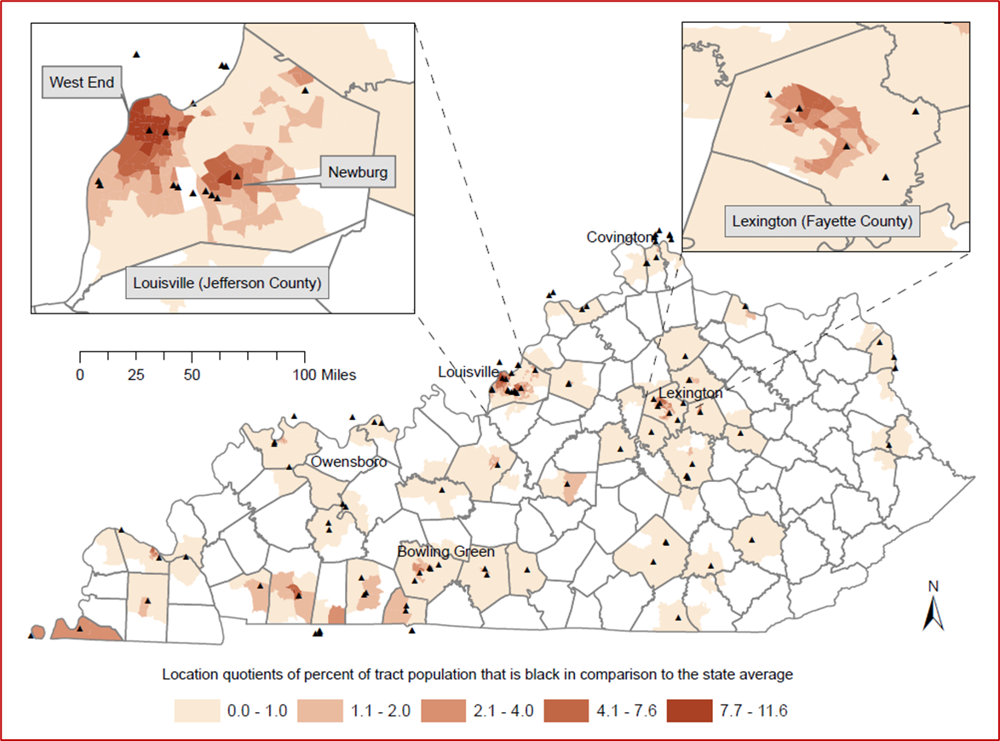 West End
Newburg
Louisville (Jefferson County)
Lexington (Fayette County)
Covington
0 25 50 100 Miles
Louisville
Lexington
Owensboro
Bowling Green
N
Location quotients of percent of tract population that is black in comparison to the state average
0.0 - 1.0 1.1 - 2.0 2.1 - 4.0 4.1 - 7.6 7.7 - 11.6